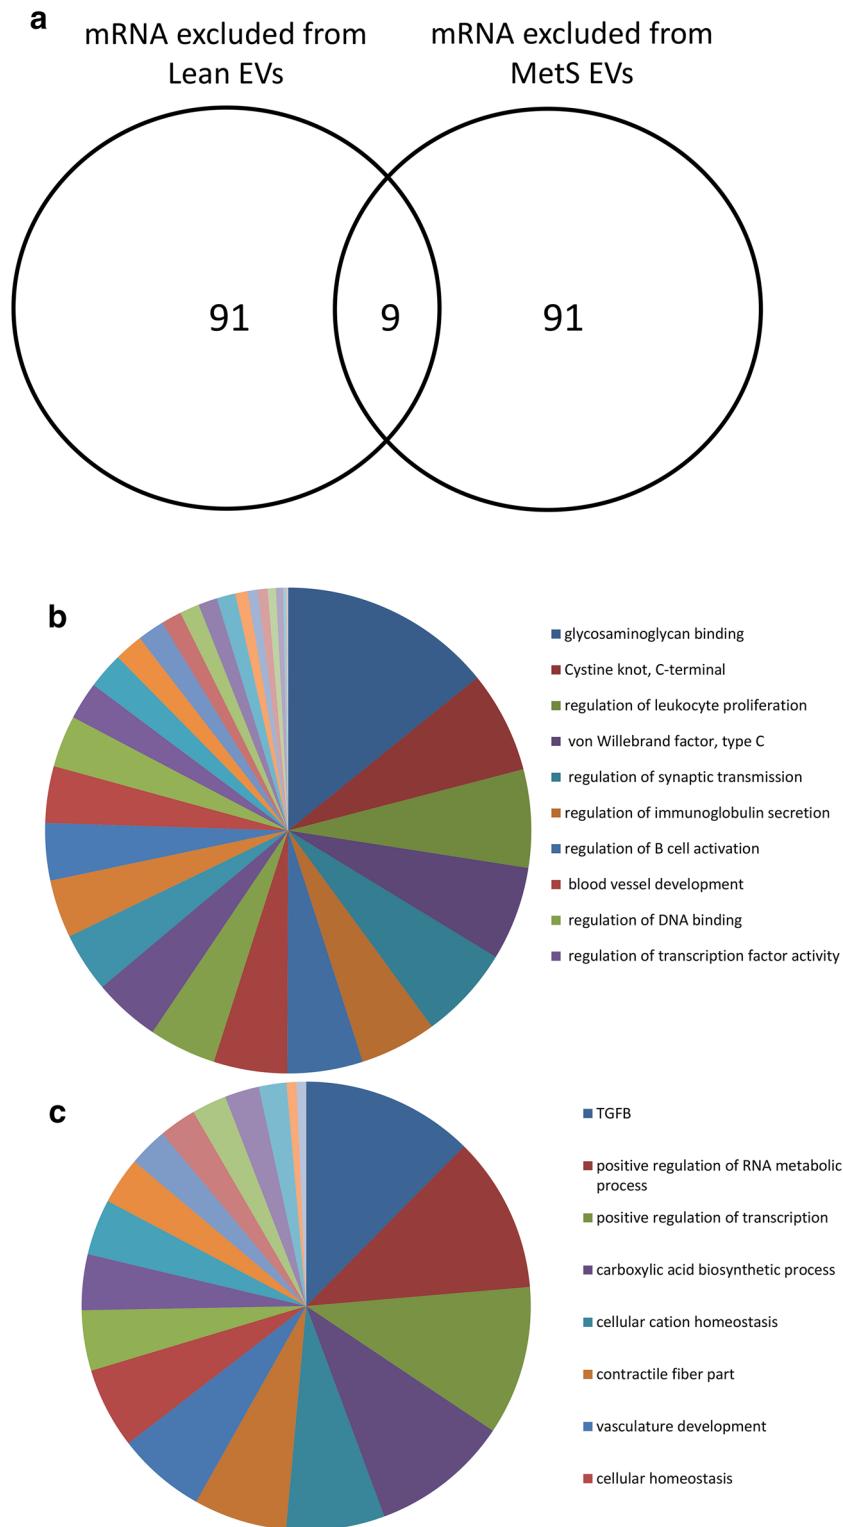 a
mRNA excluded from
Lean EVs
mRNA excluded from
MetS EVs
91
9
91
b
glycosaminoglycan binding
Cystine knot, C-terminal
regulation of leukocyte proliferation
von Willebrand factor, type C
regulation of synaptic transmission
regulation of immunoglobulin secretion
regulation of B cell activation
blood vessel development
regulation of DNA binding
regulation of transcription factor activity
c
TGFB
positive regulation of RNA metabolic
process
positive regulation of transcription
carboxylic acid biosynthetic process
cellular cation homeostasis
contractile fiber part
vasculature development
cellular homeostasis